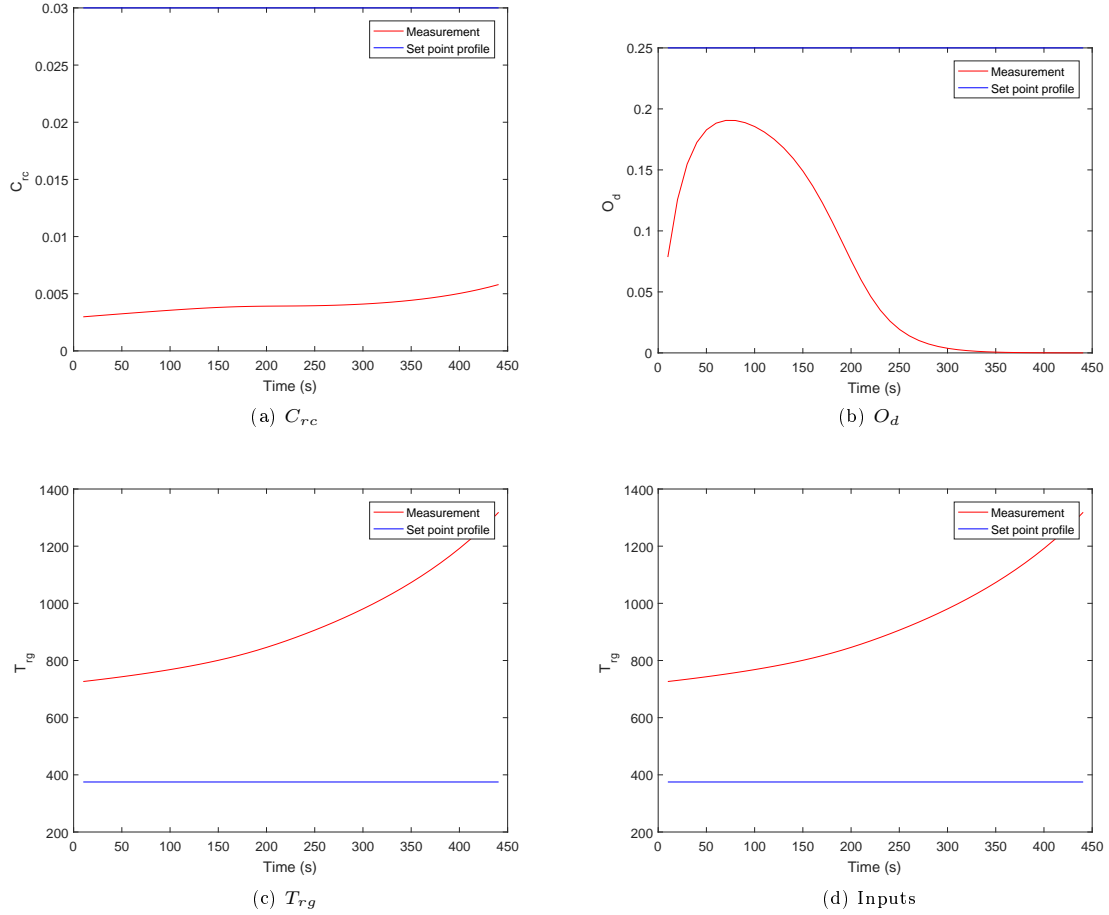 0.03
0.025
0.02
0.015
0.01
0.005
0
C_rc
Measurement
Set point profile
0 50 100 150 200 250 300 350 400 450
Time (s)
(a) C_rc
0.25
0.2
0.15
0.1
0.05
0
O_d
Measurement
Set point profile
0 50 100 150 200 250 300 350 400 450
Time (s)
(b) O_d
1400
1200
1000
800
600
400
200
T_rg
Measurement
Set point profile
0 50 100 150 200 250 300 350 400 450
Time (s)
(c) T_rg
1400
1200
1000
800
600
400
200
T_rg
Measurement
Set point profile
0 50 100 150 200 250 300 350 400 450
Time (s)
(d) Inputs